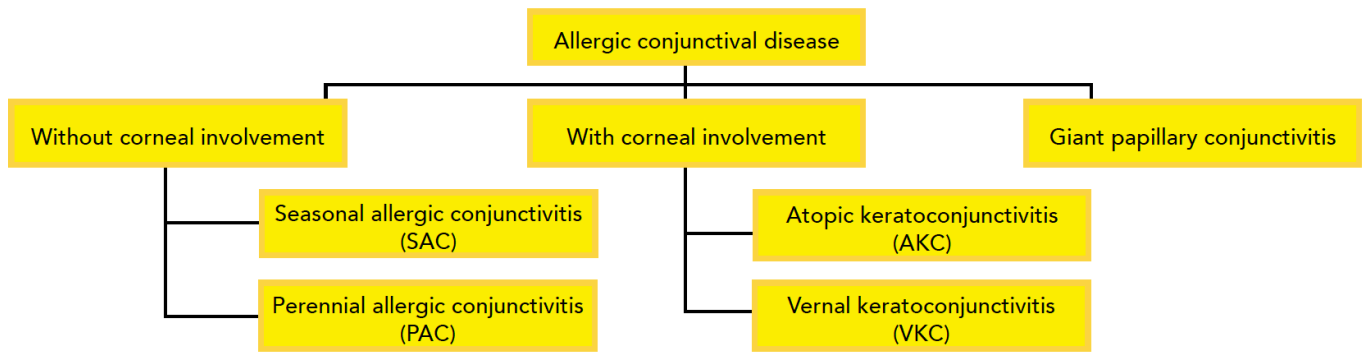 Allergic conjunctival disease
Without corneal involvement
With corneal involvement
Giant papillary conjunctivitis
Seasonal allergic conjunctivitis
(SAC)
Atopic keratoconjunctivitis
(AKC)
Perennial allergic conjunctivitis
(PAC)
Vernal keratoconjunctivitis
(VKC)